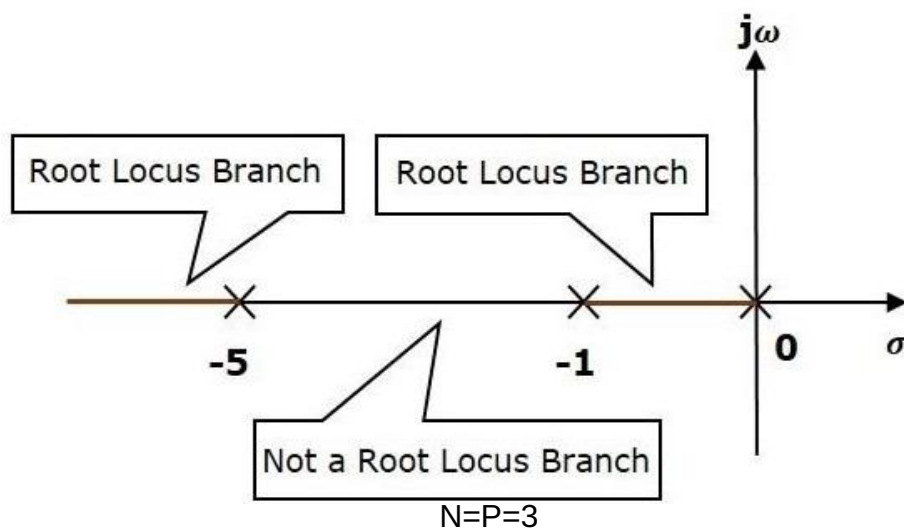 jω
Root Locus Branch
Root Locus Branch
-5
-1
0
σ
Not a Root Locus Branch
N=P=3